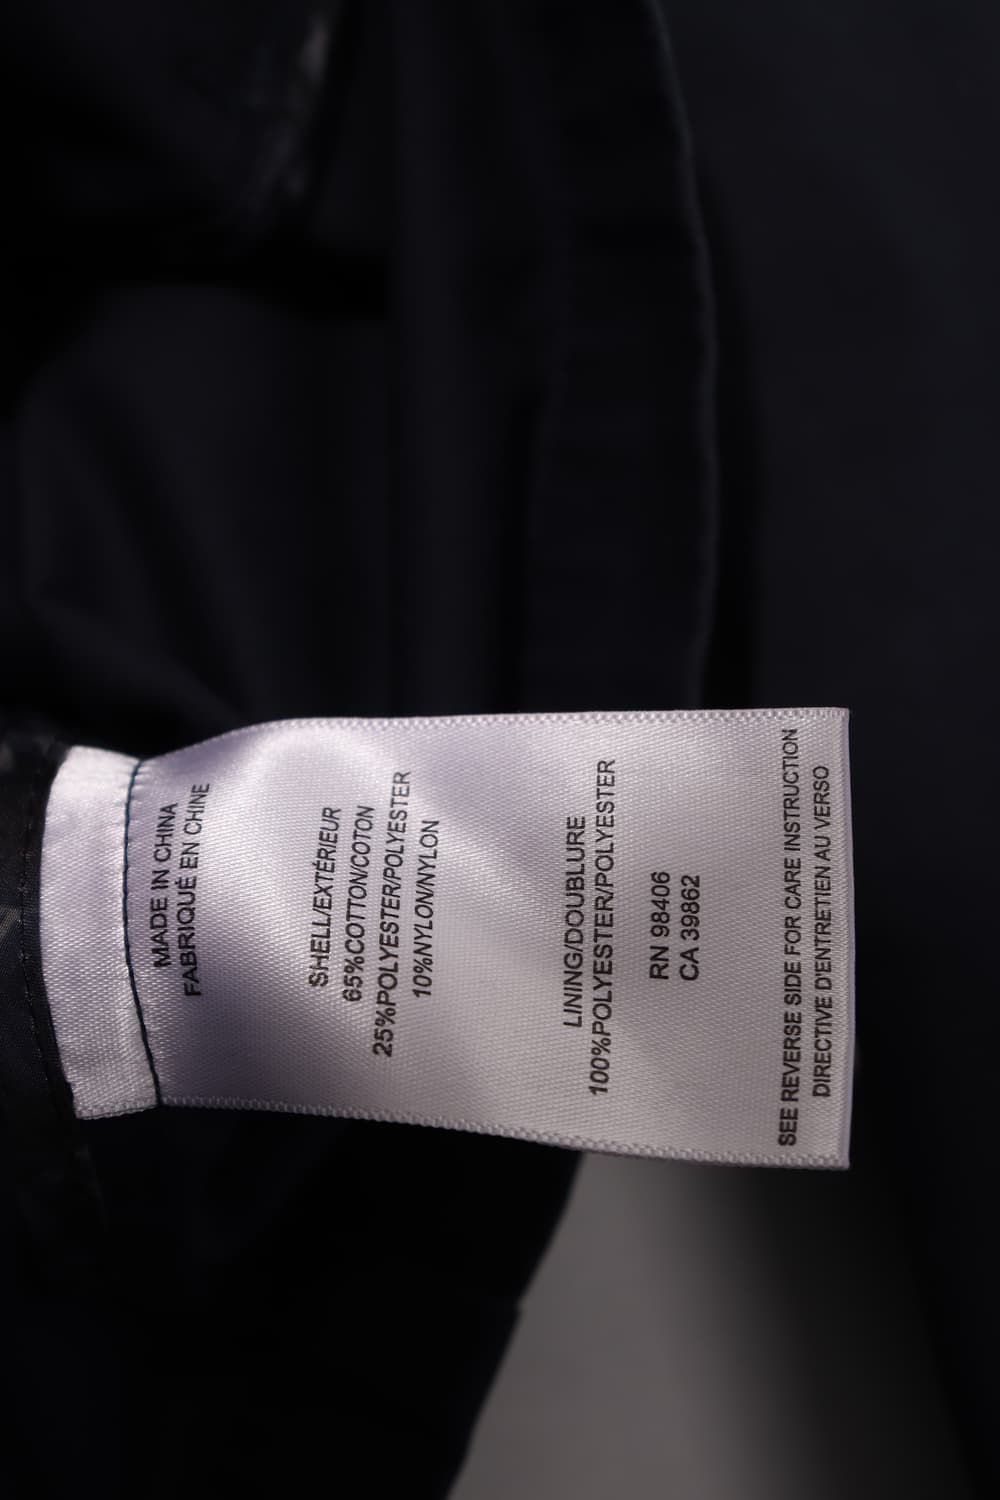 MADE IN CHINA
FABRIQUÉ EN CHINE
SHELL/EXTÉRIEUR
65%COTTON/COTON
25%POLYESTER/POLYESTER
10%NYLON/NYLON
LINING/DOUBLURE
100%POLYESTER/POLYESTER
RN 98406
CA 39862
SEE REVERSE SIDE FOR CARE INSTRUCTION
DIRECTIVE D'ENTRETIEN AU VERSO